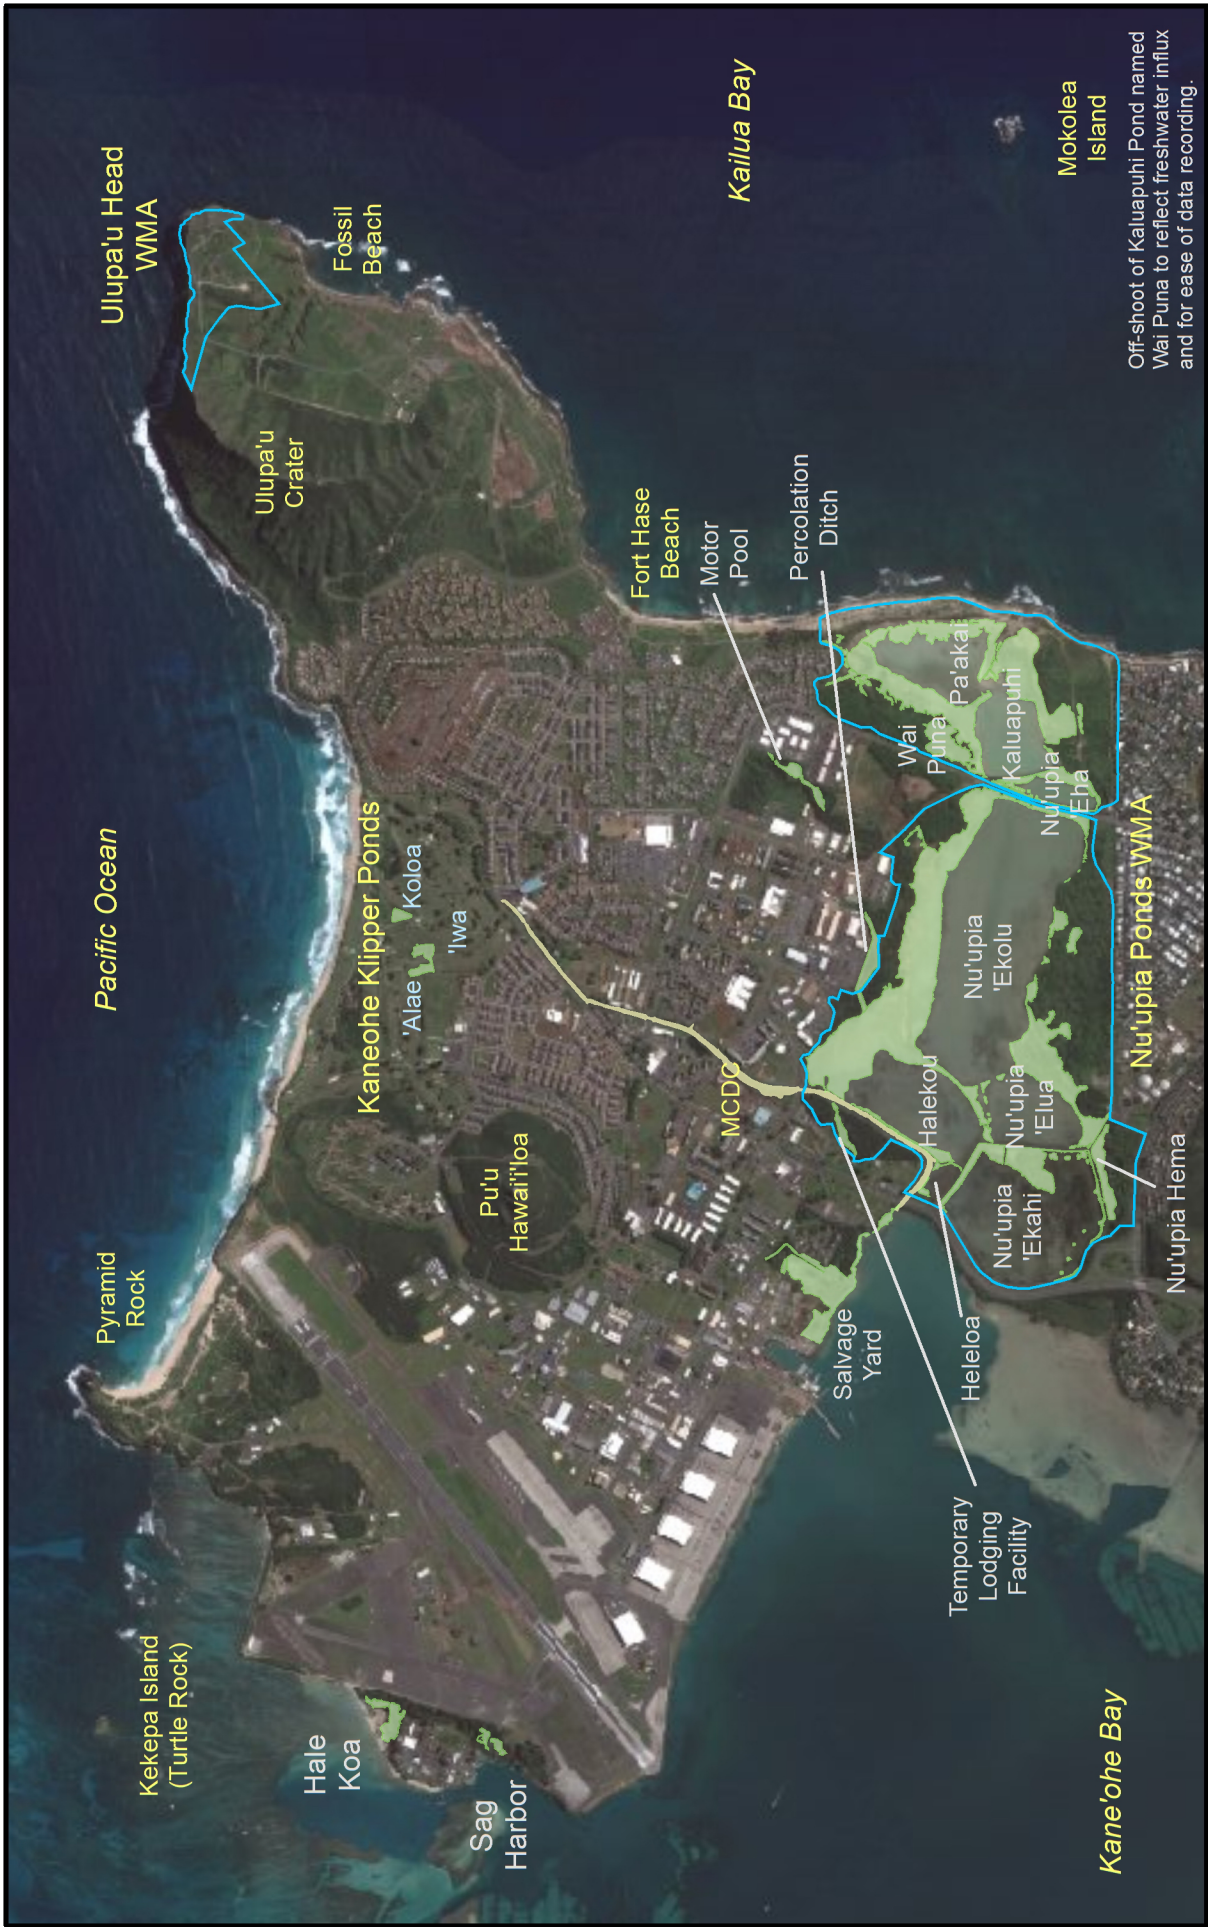 Pacific Ocean
Kekepa Island
(Turtle Rock)
Pyramid
Rock
Ulupa'u Head
WMA
Hale
Koa
Sag
Harbor
Pu'u
Hawai'i'loa
Kaneohe Klipper Ponds
'Alae
Koloa
'Iwa
Ulupa'u
Crater
Fossil
Beach
MCDC
Fort Hase
Beach
Motor
Pool
Percolation
Ditch
Kailua Bay
Mokolea
Island
Salvage
Yard
Temporary
Lodging
Facility
Heleloa
Halekou
Nu'upia
'Ekahi
Nu'upia
'Elua
Nu'upia
'Ekolu
Nu'upia
'Eha
Wai
Puna
Pa'akai
Kaluapuhi
Nu'upia Hema
Nu'upia Ponds WMA
Kane'ohe Bay
Off-shoot of Kaluapuhi Pond named
Wai Puna to reflect freshwater influx
and for ease of data recording.